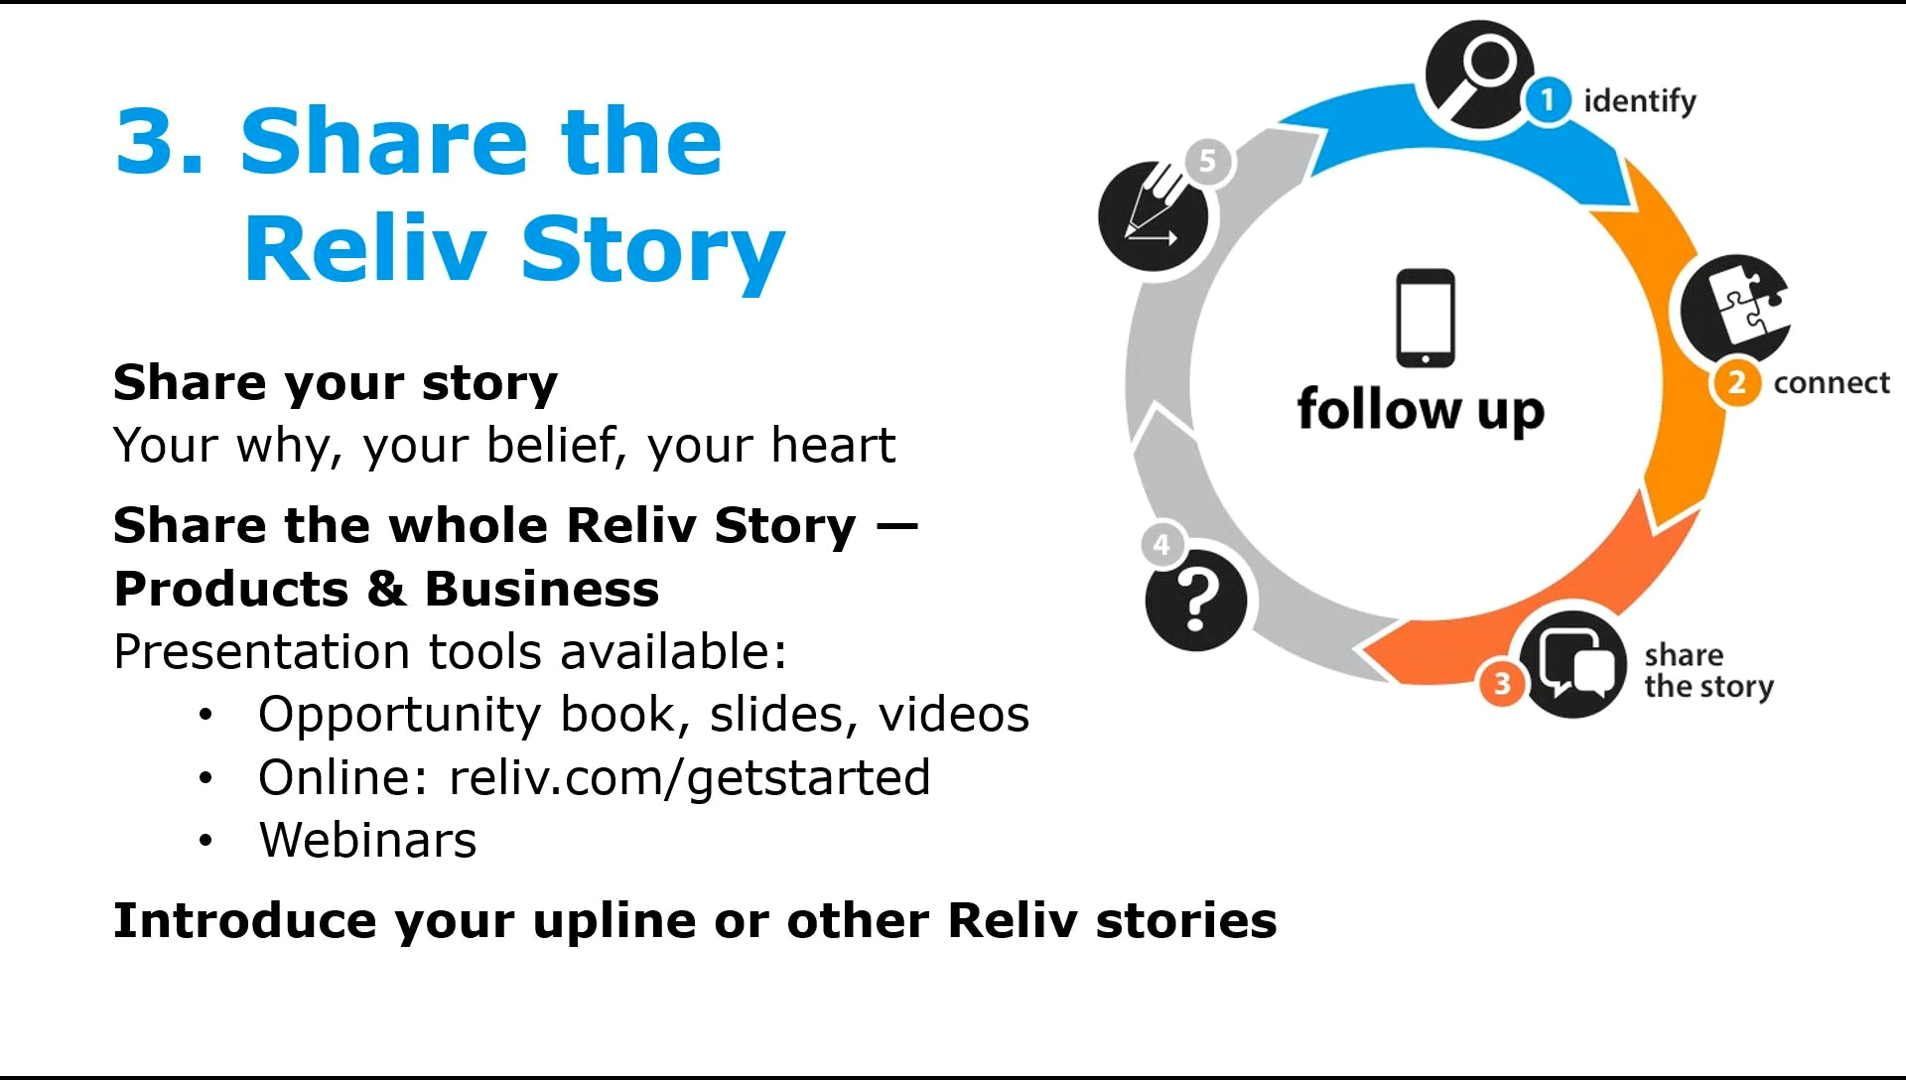 3. Share the
Reliv Story
Share your story
Your why, your belief, your heart
Share the whole Reliv Story —
Products & Business
Presentation tools available:
• Opportunity book, slides, videos
• Online: reliv.com/getstarted
• Webinars
Introduce your upline or other Reliv stories
1 identify
2 connect
3 share
the story
4
?
5
follow up